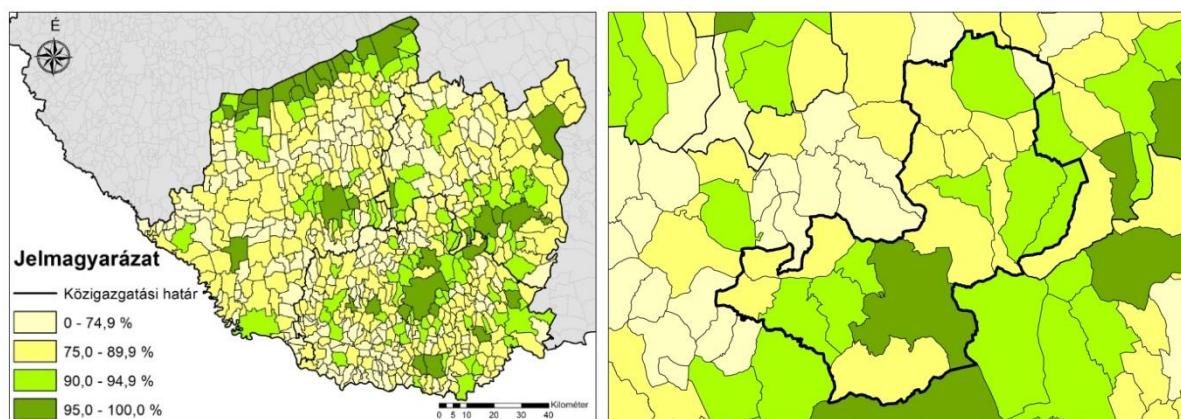 É
Jelmagyarázat
Közigazgatási határ
0 - 74,9 %
75,0 - 89,9 %
90,0 - 94,9 %
95,0 - 100,0 %
Kilométer
0 5 10 20 30 40